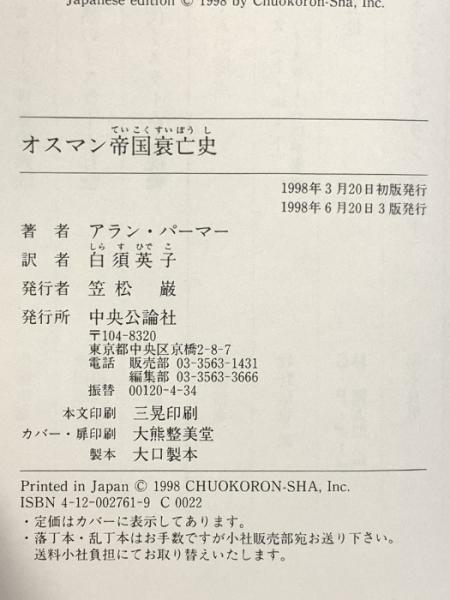 Japanese edition © 1998 by Chuokoron-Sha, Inc.
ていこくすいぼうし
オスマン帝国衰亡史
1998年3月20日初版発行
1998年6月20日3版発行
著者 アラン・パーマー
しらすひでこ
訳者 白須英子
発行者 笠松巌
発行所 中央公論社
〒104-8320
東京都中央区京橋2-8-7
電話 販売部 03-3563-1431
編集部 03-3563-3666
振替 00120-4-34
本文印刷 三晃印刷
カバー・扉印刷 大熊整美堂
製本 大口製本
Printed in Japan © 1998 CHUOKORON-SHA, Inc.
ISBN 4-12-002761-9 C 0022
・定価はカバーに表示してあります。
・落丁本・乱丁本はお手数ですが小社販売部宛お送り下さい。
送料小社負担にてお取り替えいたします。